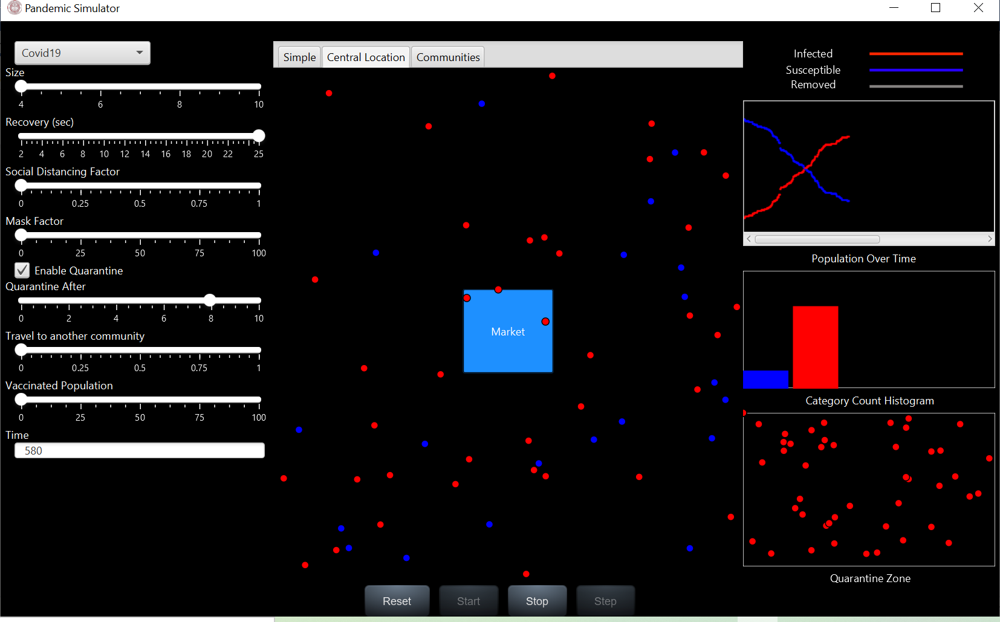 Pandemic Simulator
Covid19
Size
4 6 8 10
Recovery (sec)
2 4 6 8 10 12 14 16 18 20 22 25
Social Distancing Factor
0 0.25 0.5 0.75 1
Mask Factor
0 25 50 75 100
Enable Quarantine
Quarantine After
0 2 4 6 8 10
Travel to another community
0 0.25 0.5 0.75 1
Vaccinated Population
0 25 50 75 100
Time
580
Simple Central Location Communities
Market
Reset Start Stop Step
Infected
Susceptible
Removed
Population Over Time
Category Count Histogram
Quarantine Zone